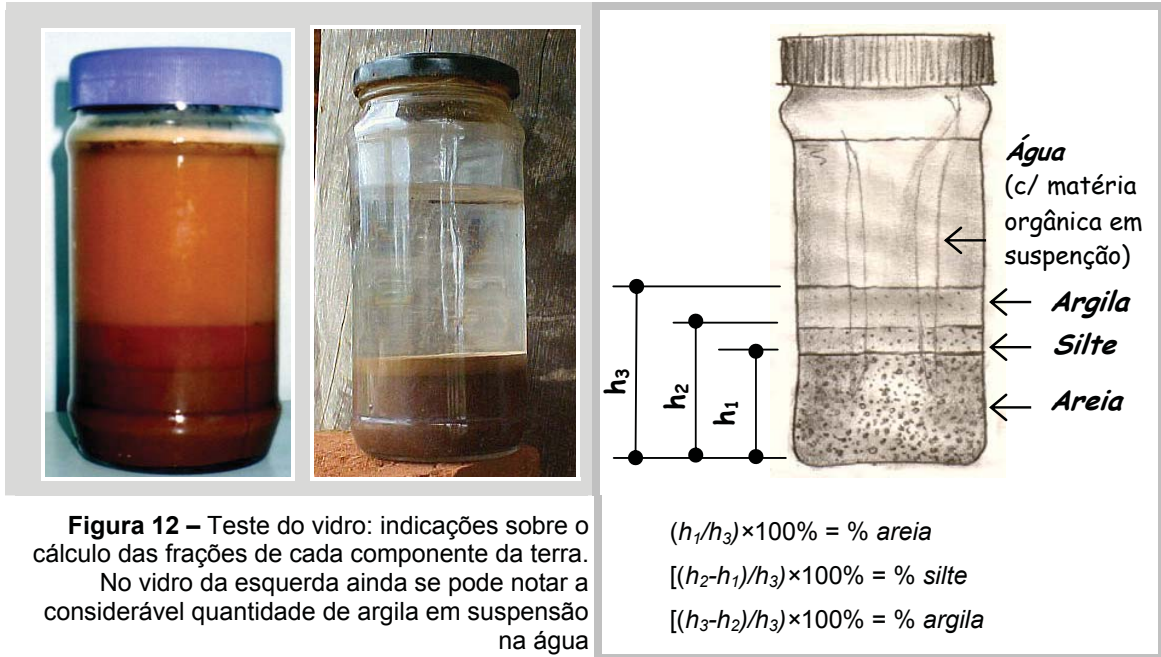 Água
(c/ matéria
orgânica em
suspenção)
Argila
Silte
Areia
h3
h2
h1
Figura 12 – Teste do vidro: indicações sobre o
cálculo das frações de cada componente da terra.
No vidro da esquerda ainda se pode notar a
considerável quantidade de argila em suspensão
na água
(h1/h3)×100% = % areia
[(h2-h1)/h3)×100% = % silte
[(h3-h2)/h3)×100% = % argila